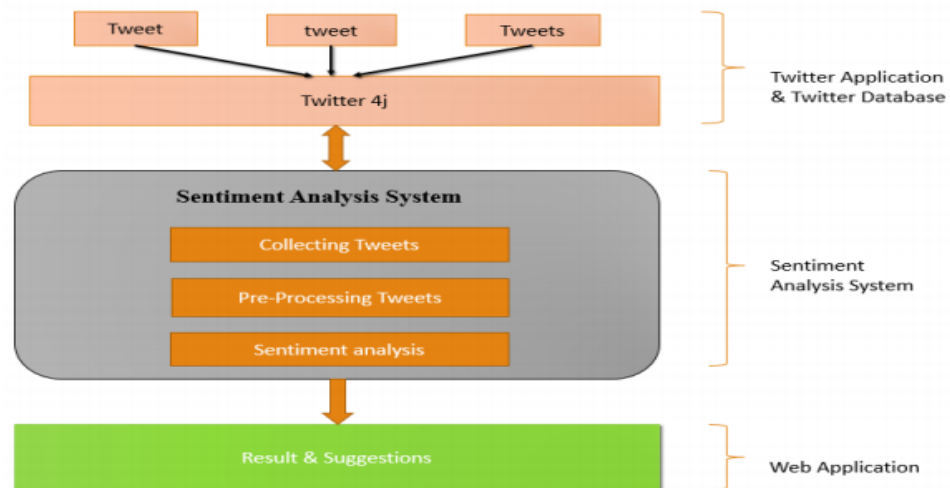 Tweet
tweet
Tweets
Twitter 4j
Twitter Application
& Twitter Database
Sentiment Analysis System
Collecting Tweets
Pre-Processing Tweets
Sentiment analysis
Sentiment
Analysis System
Result & Suggestions
Web Application